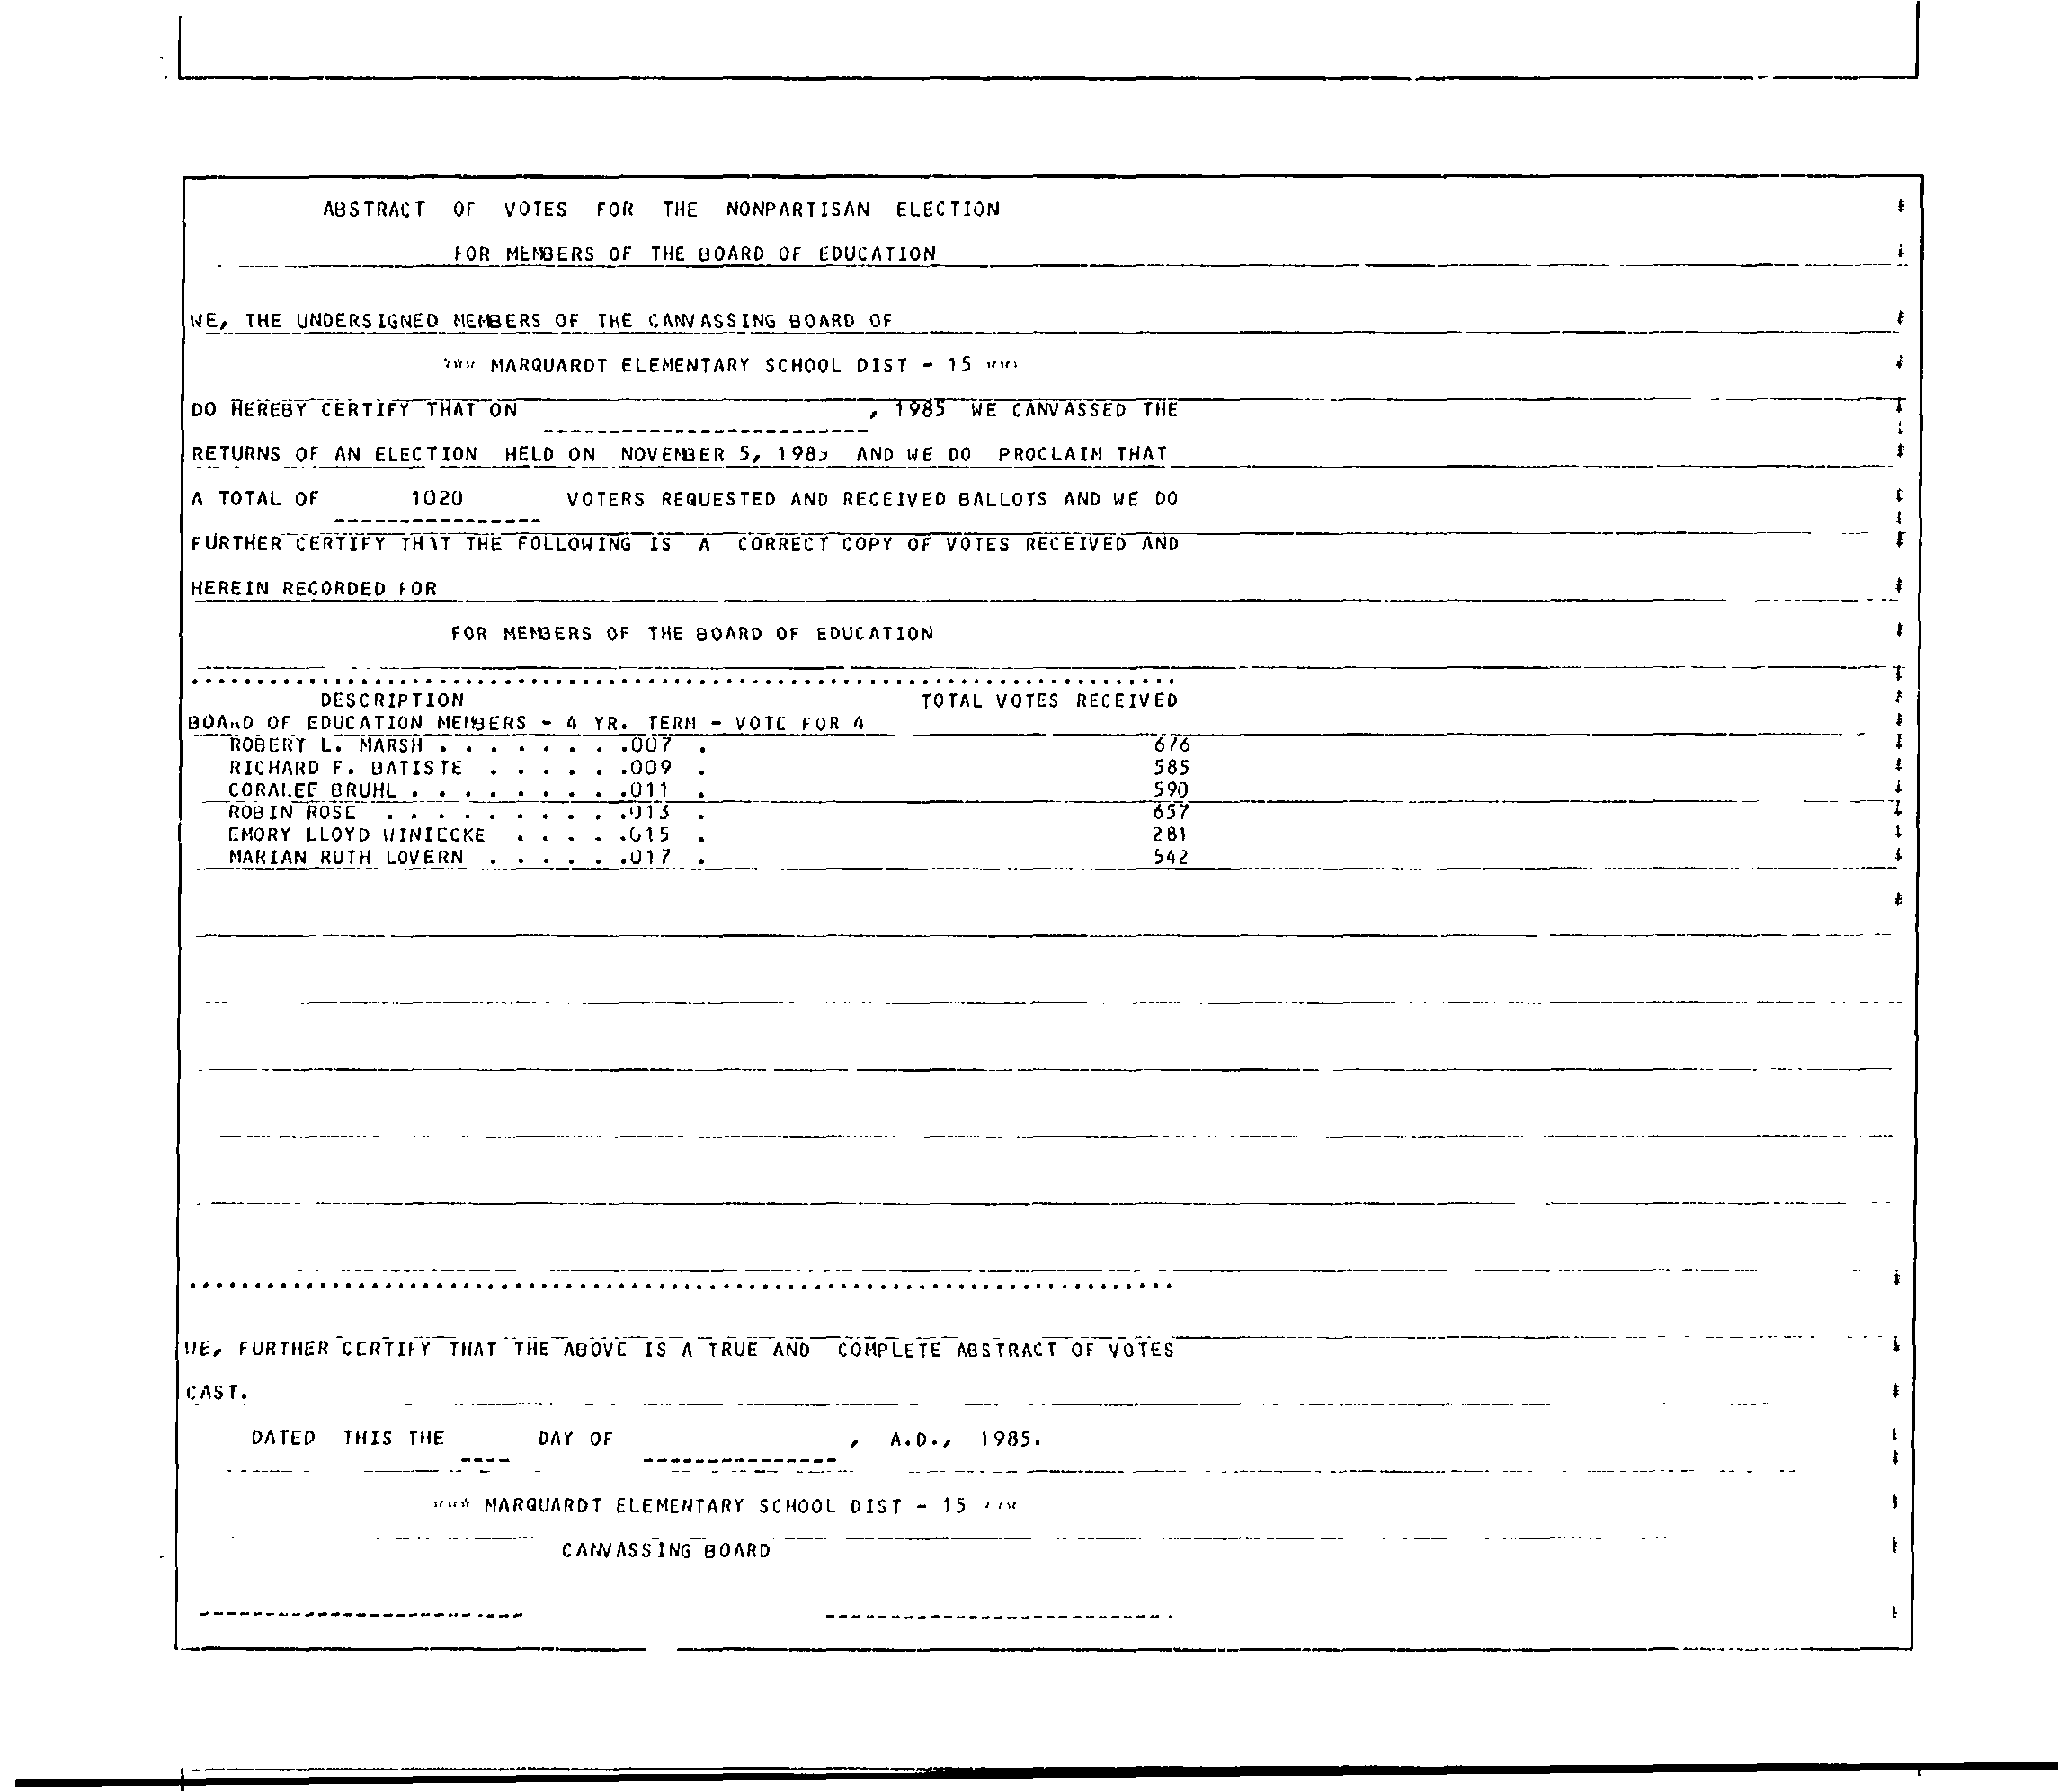 ABSTRACT OF VOTES FOR THE NONPARTISAN ELECTION
FOR MEMBERS OF THE BOARD OF EDUCATION
WE, THE UNDERSIGNED MEMBERS OF THE CANVASSING BOARD OF
*** MARQUARDT ELEMENTARY SCHOOL DIST - 15 ***
DO HEREBY CERTIFY THAT ON , 1985 WE CANVASSED THE
RETURNS OF AN ELECTION HELD ON NOVEMBER 5, 1985 AND WE DO PROCLAIM THAT
A TOTAL OF 1020 VOTERS REQUESTED AND RECEIVED BALLOTS AND WE DO
FURTHER CERTIFY THAT THE FOLLOWING IS A CORRECT COPY OF VOTES RECEIVED AND
HEREIN RECORDED FOR
FOR MEMBERS OF THE BOARD OF EDUCATION
DESCRIPTION TOTAL VOTES RECEIVED
BOARD OF EDUCATION MEMBERS - 4 YR. TERM - VOTE FOR 4
ROBERT L. MARSH . . . . . . . .007 . 676
RICHARD F. BATISTE . . . . . .009 . 585
CORALEE BRUHL . . . . . . . . .011 . 590
ROBIN ROSE . . . . . . . . . .013 . 657
EMORY LLOYD WINIECKE . . . . .015 . 281
MARIAN RUTH LOVERN . . . . . .017 . 542
WE, FURTHER CERTIFY THAT THE ABOVE IS A TRUE AND COMPLETE ABSTRACT OF VOTES
CAST.
DATED THIS THE DAY OF , A.D., 1985.
*** MARQUARDT ELEMENTARY SCHOOL DIST - 15 ***
CANVASSING BOARD